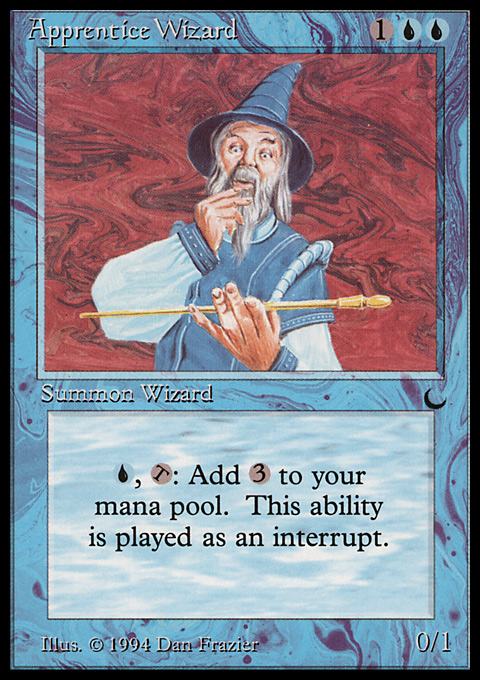 Apprentice Wizard 1
Summon Wizard
, T: Add 3 to your
mana pool. This ability
is played as an interrupt.
Illus. © 1994 Dan Frazier 0/1